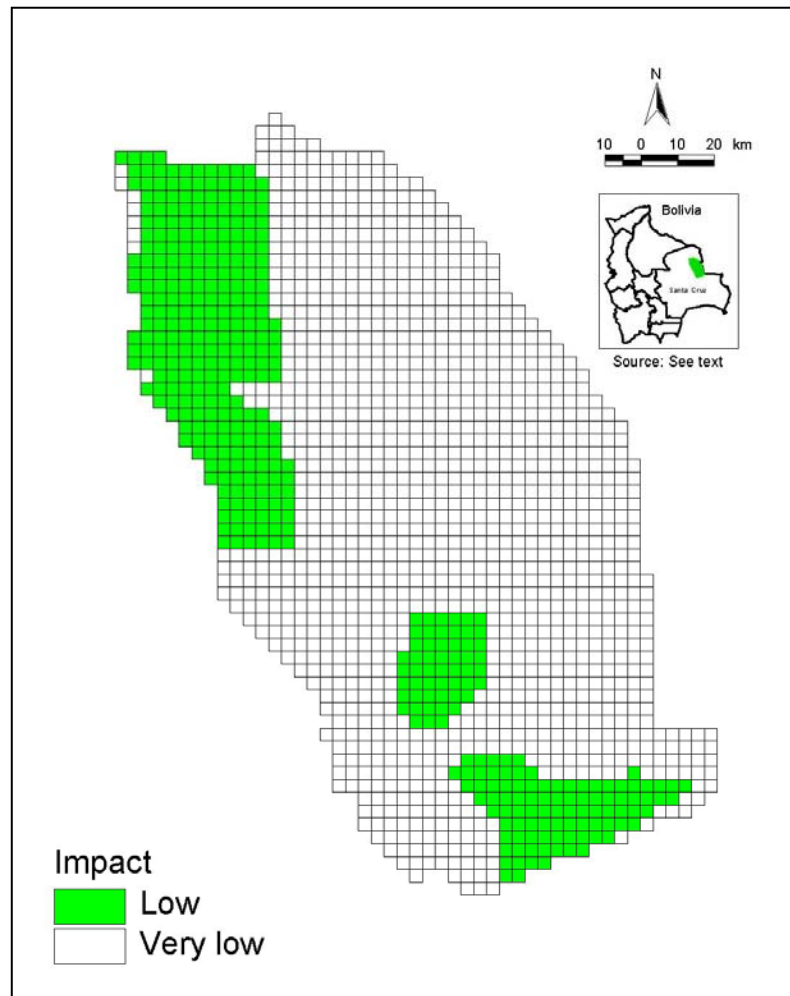 N
10 0 10 20 km
Bolivia
Santa Cruz
Source: See text
Impact
Low
Very low